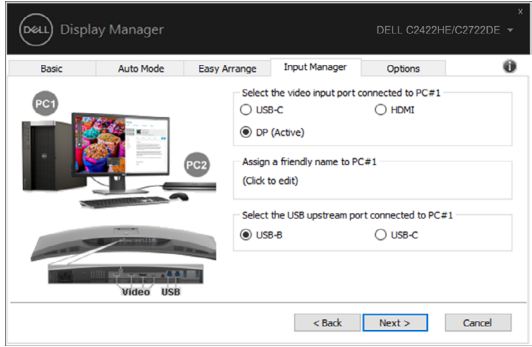 DELL Display Manager
DELL C2422HE/C2722DE
x
Basic
Auto Mode
Easy Arrange
Input Manager
Options
Select the video input port connected to PC#1
USB-C
HDMI
DP (Active)
Assign a friendly name to PC#1
(Click to edit)
Select the USB upstream port connected to PC#1
USB-B
USB-C
PC1
PC2
Video
USB
< Back
Next >
Cancel